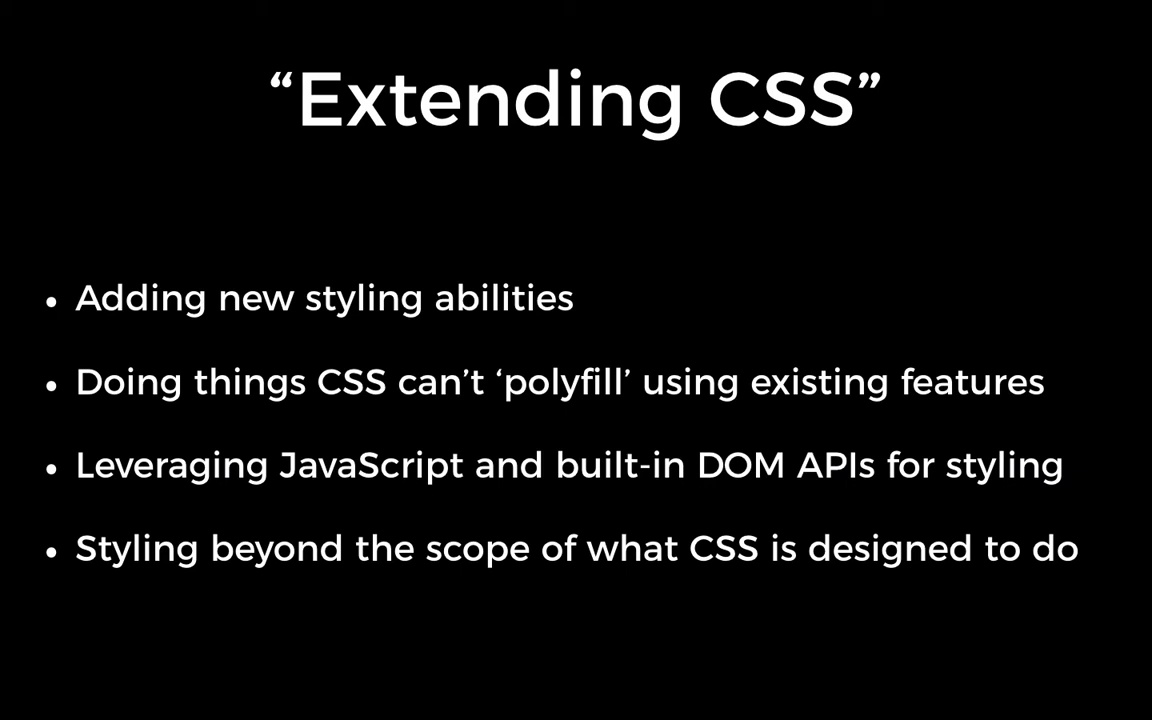 “Extending CSS”
• Adding new styling abilities
• Doing things CSS can’t ‘polyfill’ using existing features
• Leveraging JavaScript and built-in DOM APIs for styling
• Styling beyond the scope of what CSS is designed to do